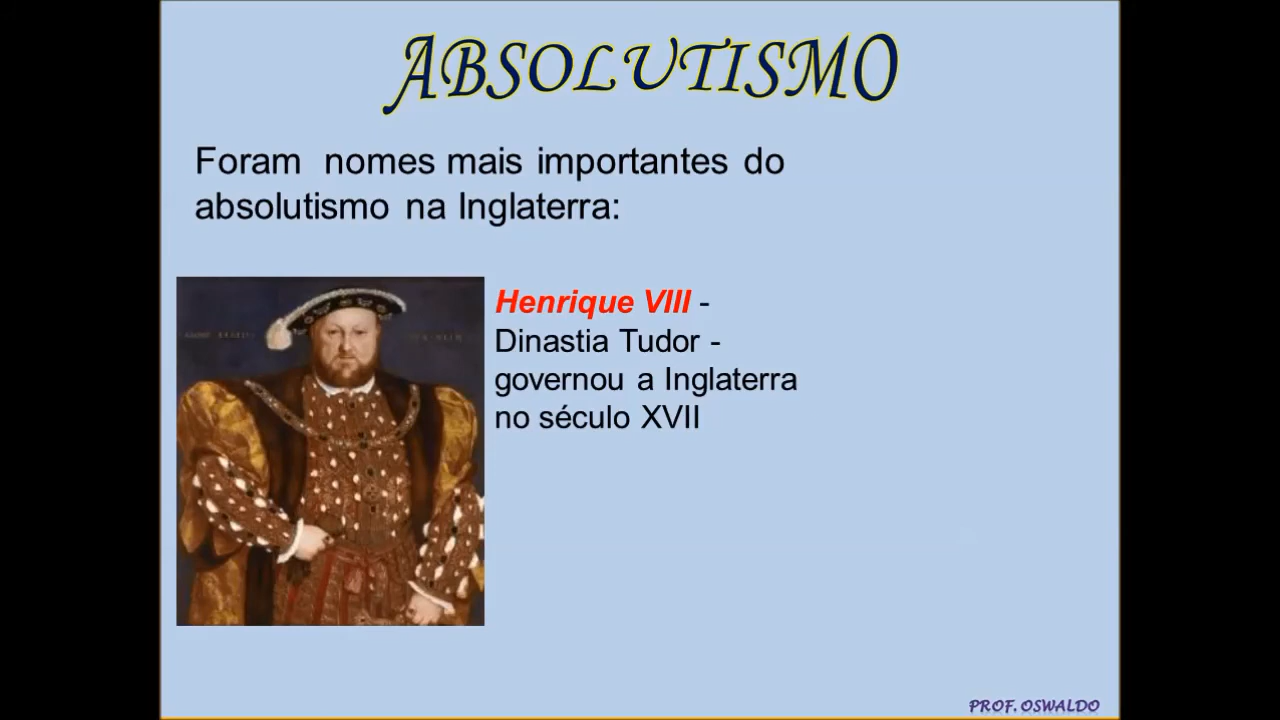 ABSOLUTISMO
Foram nomes mais importantes do
absolutismo na Inglaterra:
Henrique VIII -
Dinastia Tudor -
governou a Inglaterra
no século XVII
PROF. OSWALDO